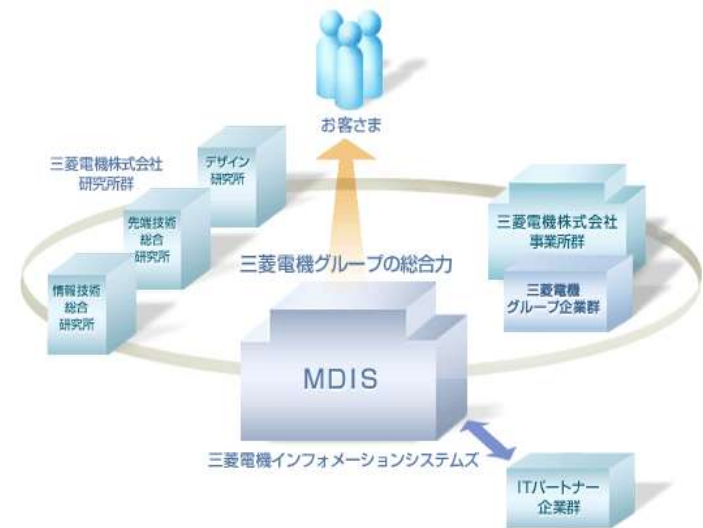 お客さま
三菱電機株式会社
研究所群
デザイン
研究所
先端技術
総合
研究所
情報技術
総合
研究所
三菱電機株式会社
事業所群
三菱電機
グループ企業群
三菱電機グループの総合力
MDIS
三菱電機インフォメーションシステムズ
ITパートナー
企業群